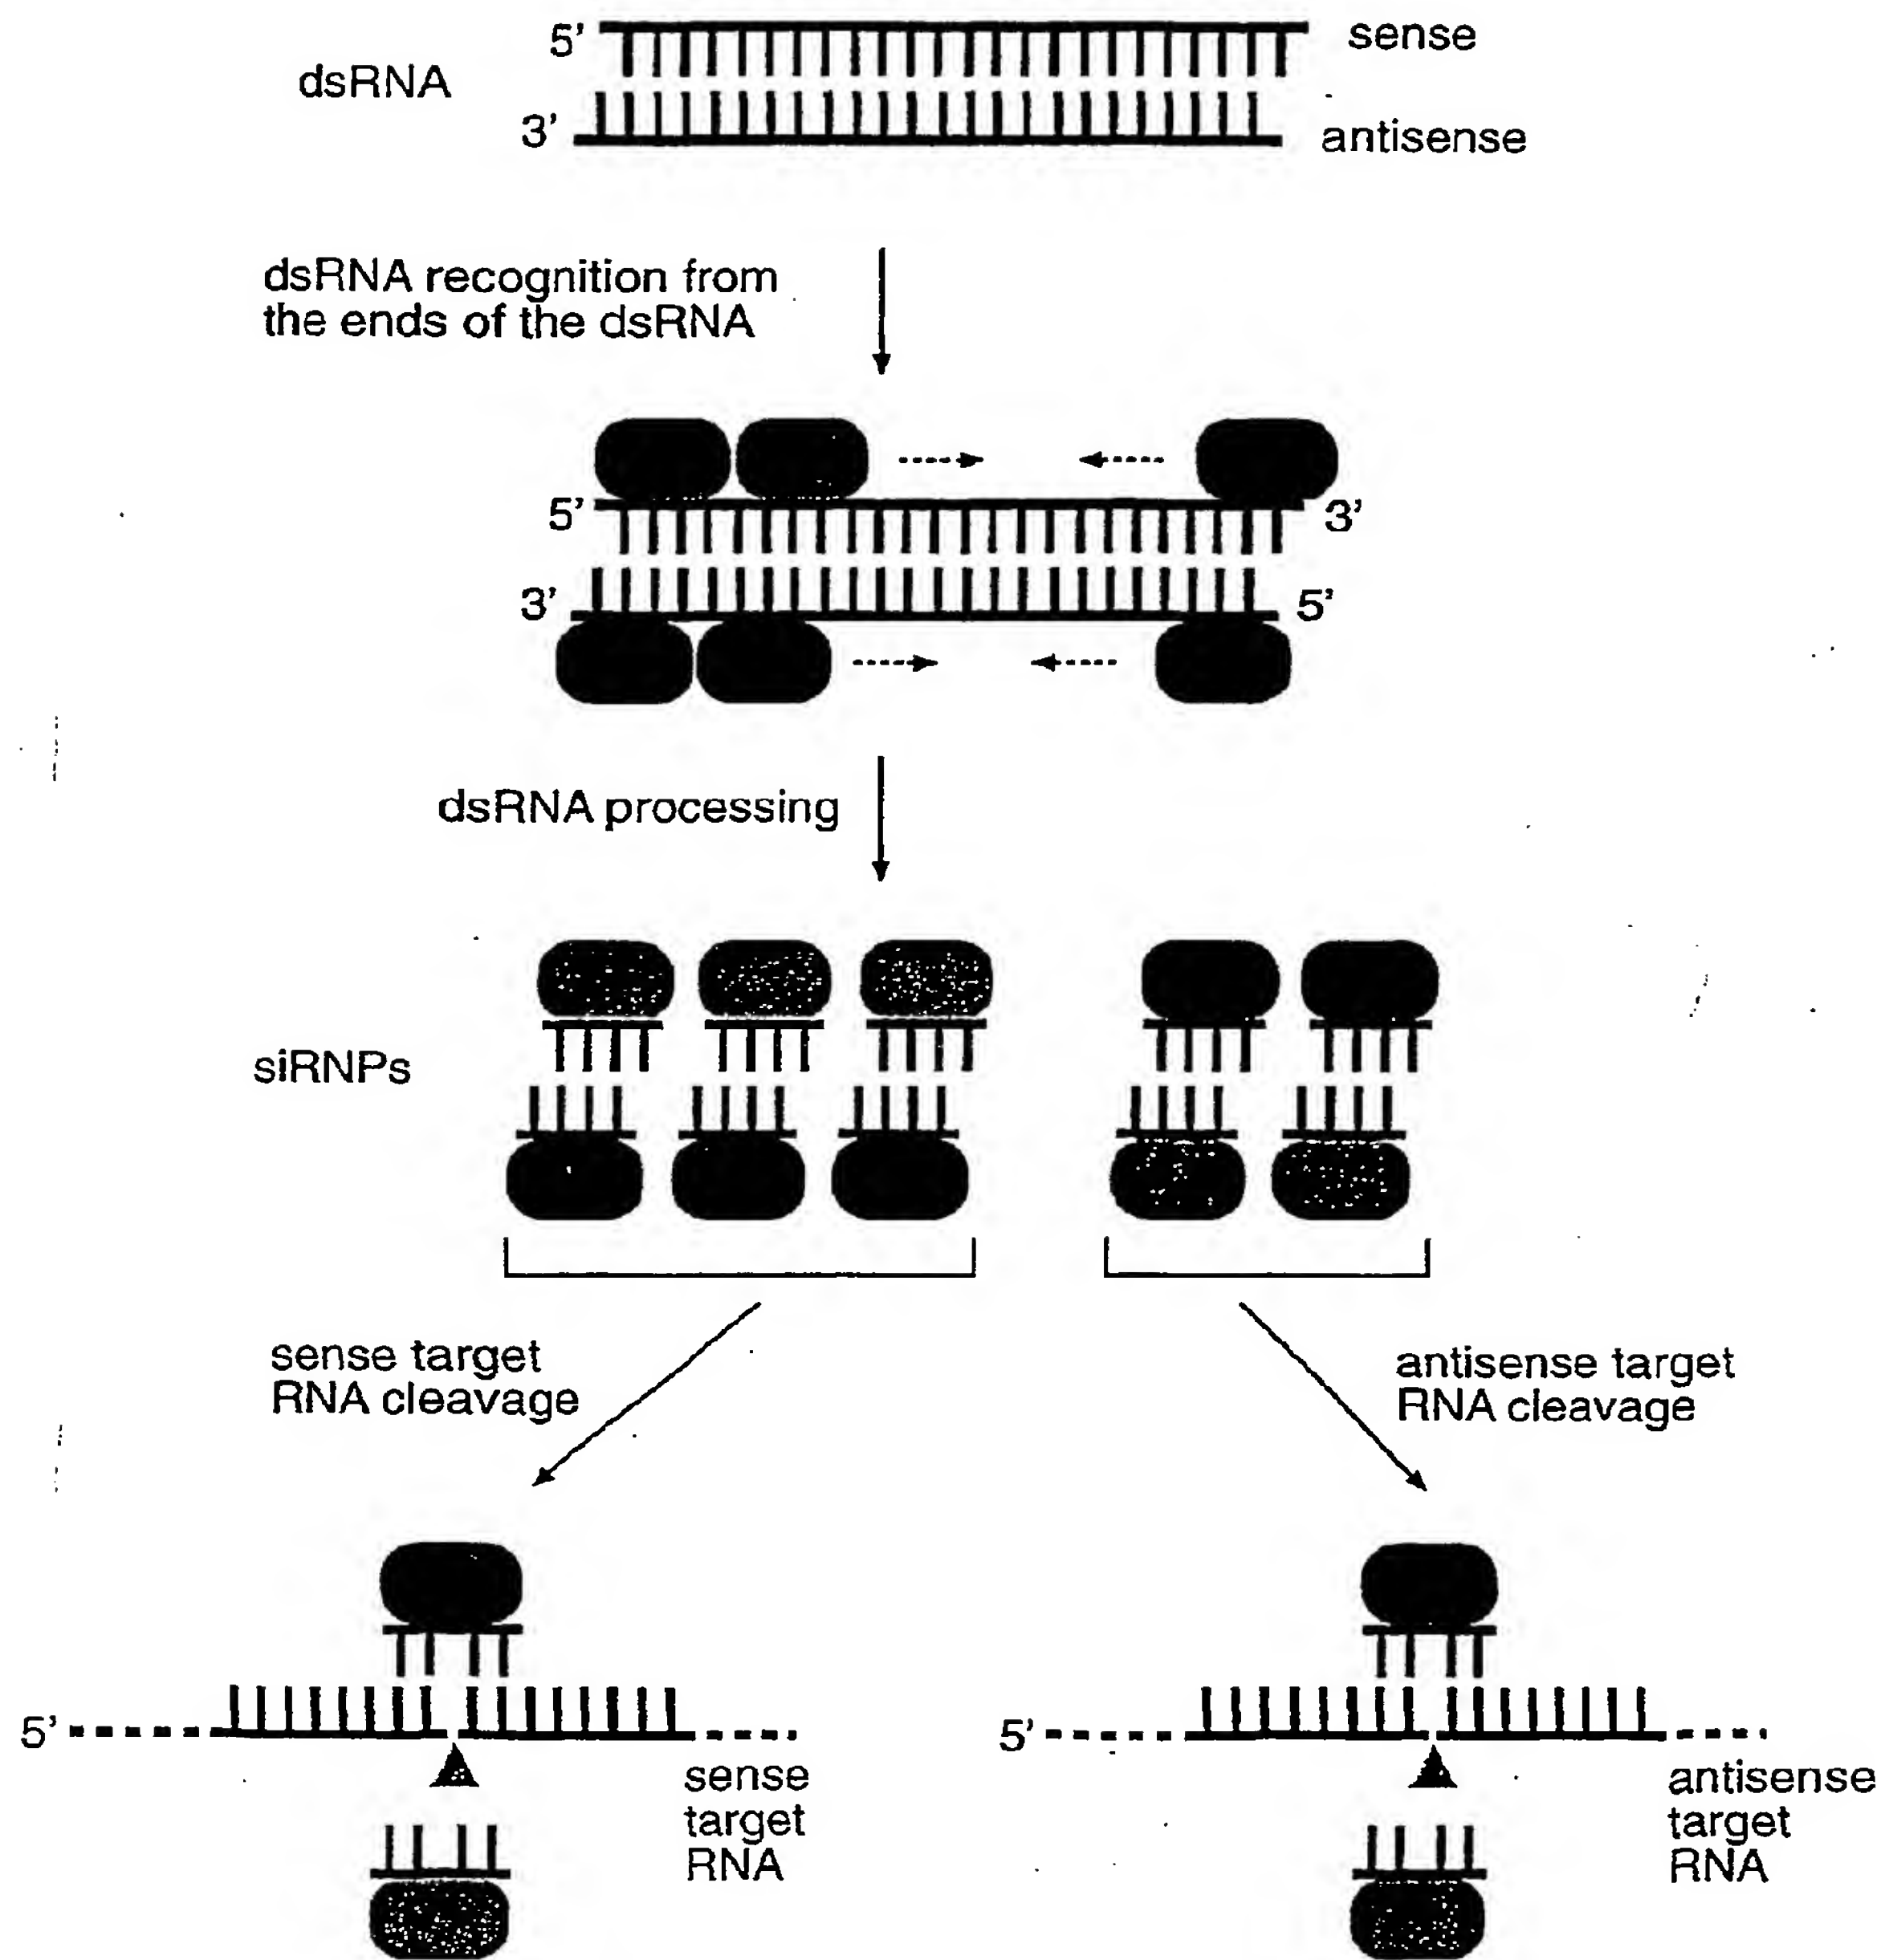 5’
sense
dsRNA
3’
antisense
dsRNA recognition from
the ends of the dsRNA
5’
3’
3’
5’
dsRNA processing
siRNPs
sense target
RNA cleavage
antisense target
RNA cleavage
5’
sense
target
RNA
5’
antisense
target
RNA